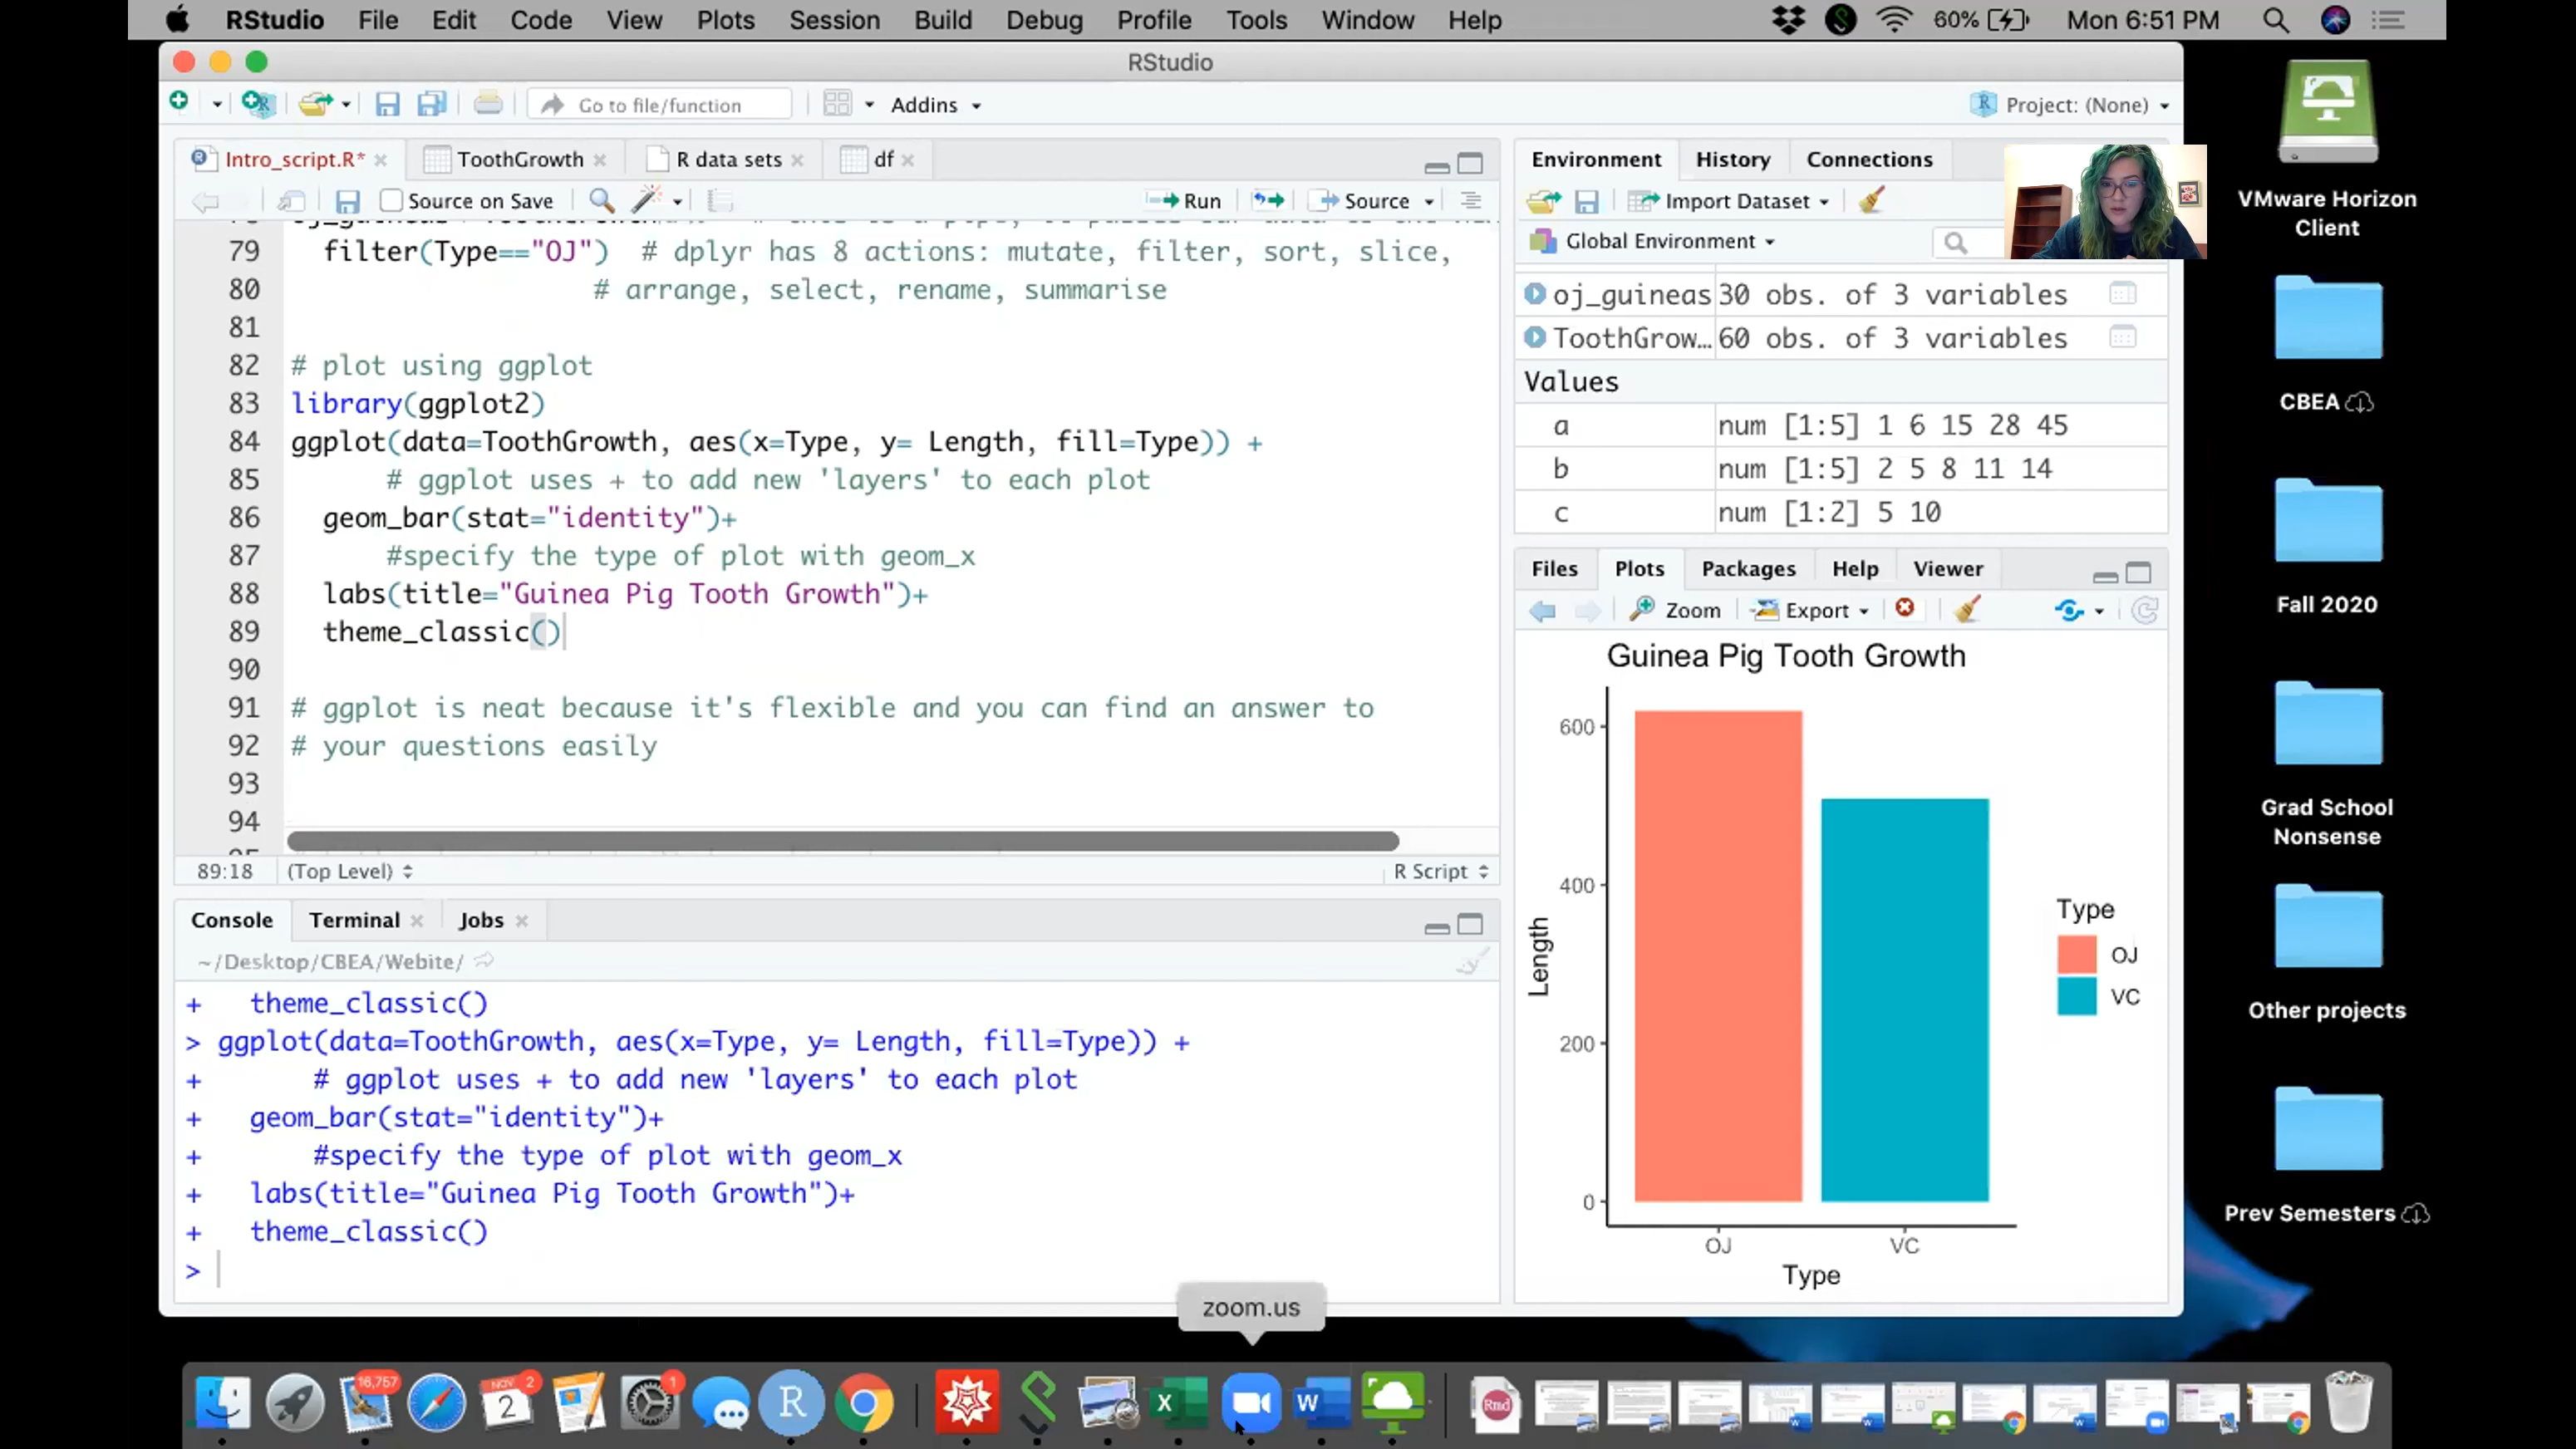 RStudio File Edit Code View Plots Session Build Debug Profile Tools Window Help 60% Mon 6:51 PM
RStudio
Go to file/function Addins Project: (None)
Intro_script.R* ToothGrowth R data sets df
Source on Save Run Source
79 filter(Type=="OJ") # dplyr has 8 actions: mutate, filter, sort, slice,
80 # arrange, select, rename, summarise
81
82 # plot using ggplot
83 library(ggplot2)
84 ggplot(data=ToothGrowth, aes(x=Type, y= Length, fill=Type)) +
85 # ggplot uses + to add new 'layers' to each plot
86 geom_bar(stat="identity")+
87 #specify the type of plot with geom_x
88 labs(title="Guinea Pig Tooth Growth")+
89 theme_classic()
90
91 # ggplot is neat because it's flexible and you can find an answer to
92 # your questions easily
93
94
89:18 (Top Level) R Script
Console Terminal Jobs
~/Desktop/CBEA/Webite/
+ theme_classic()
> ggplot(data=ToothGrowth, aes(x=Type, y= Length, fill=Type)) +
+ # ggplot uses + to add new 'layers' to each plot
+ geom_bar(stat="identity")+
+ #specify the type of plot with geom_x
+ labs(title="Guinea Pig Tooth Growth")+
+ theme_classic()
>
Environment History Connections
Import Dataset
Global Environment
oj_guineas 30 obs. of 3 variables
ToothGrow… 60 obs. of 3 variables
Values
a num [1:5] 1 6 15 28 45
b num [1:5] 2 5 8 11 14
c num [1:2] 5 10
Files Plots Packages Help Viewer
Zoom Export
Guinea Pig Tooth Growth
600
400
200
0
Length
OJ VC
Type
Type
OJ
VC
VMware Horizon
Client
CBEA
Fall 2020
Grad School
Nonsense
Other projects
Prev Semesters
zoom.us
16,757
NOV 2
2
1
R
X
W
Rmd